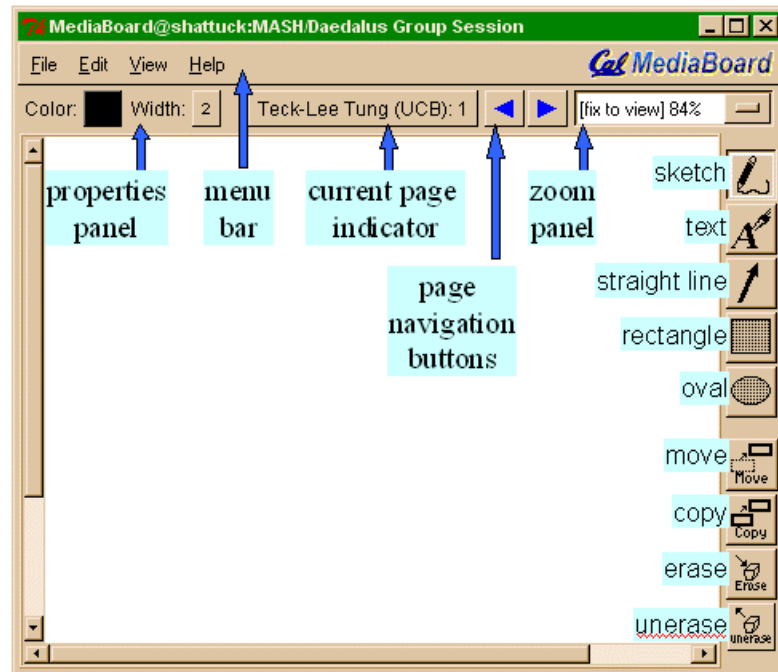 MediaBoard@shattuck:MASH/Daedalus Group Session
File Edit View Help
Cal MediaBoard
Color: Width: 2 Teck-Lee Tung (UCB): 1 [fix to view] 84%
properties
panel
menu
bar
current page
indicator
zoom
panel
page
navigation
buttons
sketch
text
straight line
rectangle
oval
move
Move
copy
Copy
erase
Erase
unerase
unerase